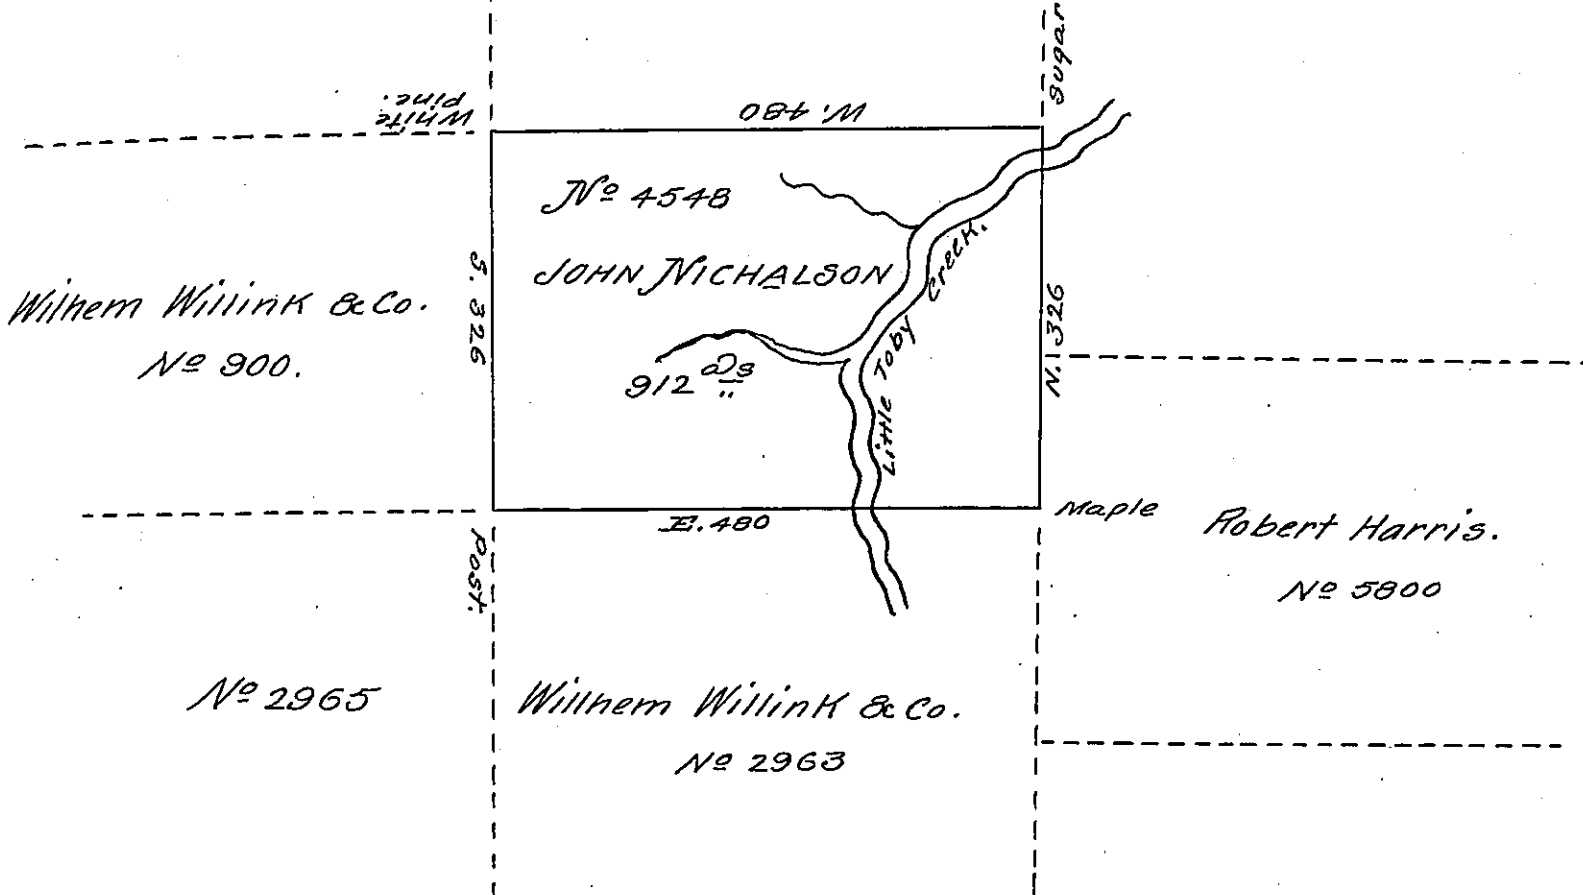 Sugar
White
Pine.
W. 480
Nº 4548
JOHN NICHALSON
S. 326
Wilhem Willink & Co.
Nº 900.
Little Toby Creek.
N. 326
912 as
E. 480
Maple
Post.
Robert Harris.
Nº 5800
Nº 2965
Willhem Willink & Co.
Nº 2963